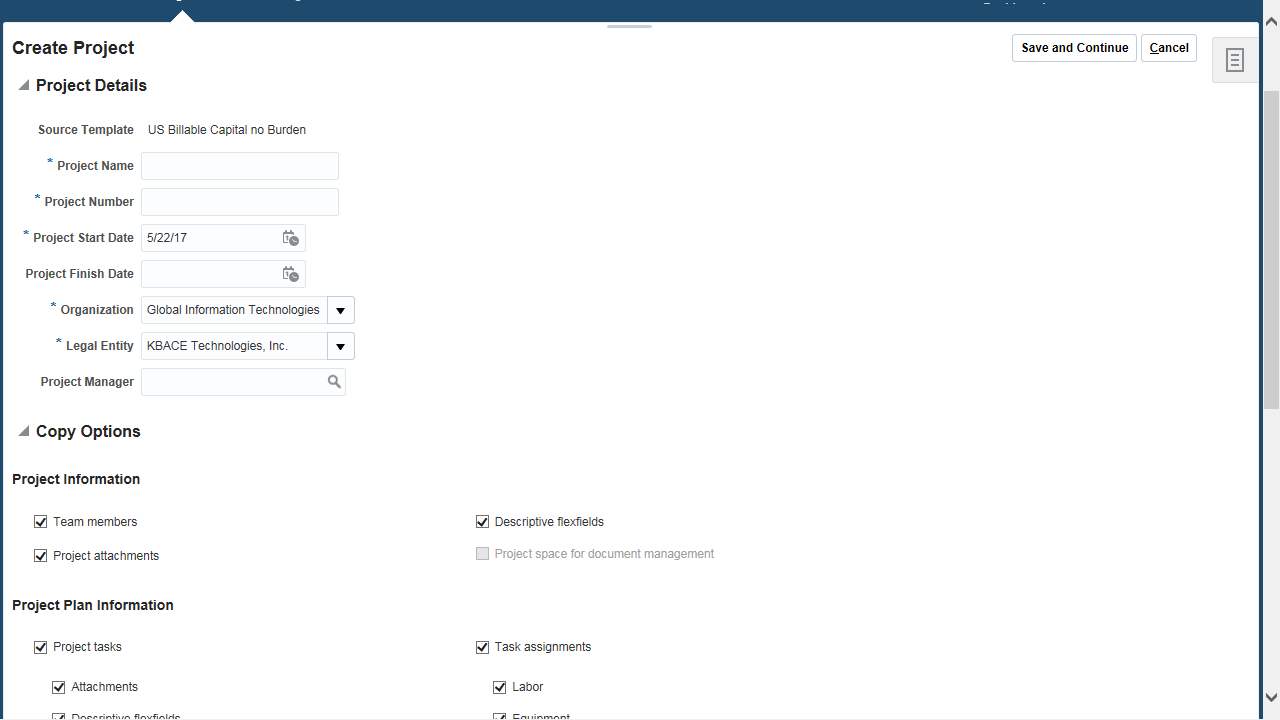 Create Project
Save and Continue
Cancel
Project Details
Source Template US Billable Capital no Burden
* Project Name
* Project Number
* Project Start Date 5/22/17
Project Finish Date
* Organization Global Information Technologies
* Legal Entity KBACE Technologies, Inc.
Project Manager
Copy Options
Project Information
Team members
Descriptive flexfields
Project attachments
Project space for document management
Project Plan Information
Project tasks
Task assignments
Attachments
Labor
Descriptive flexfields
Equipment